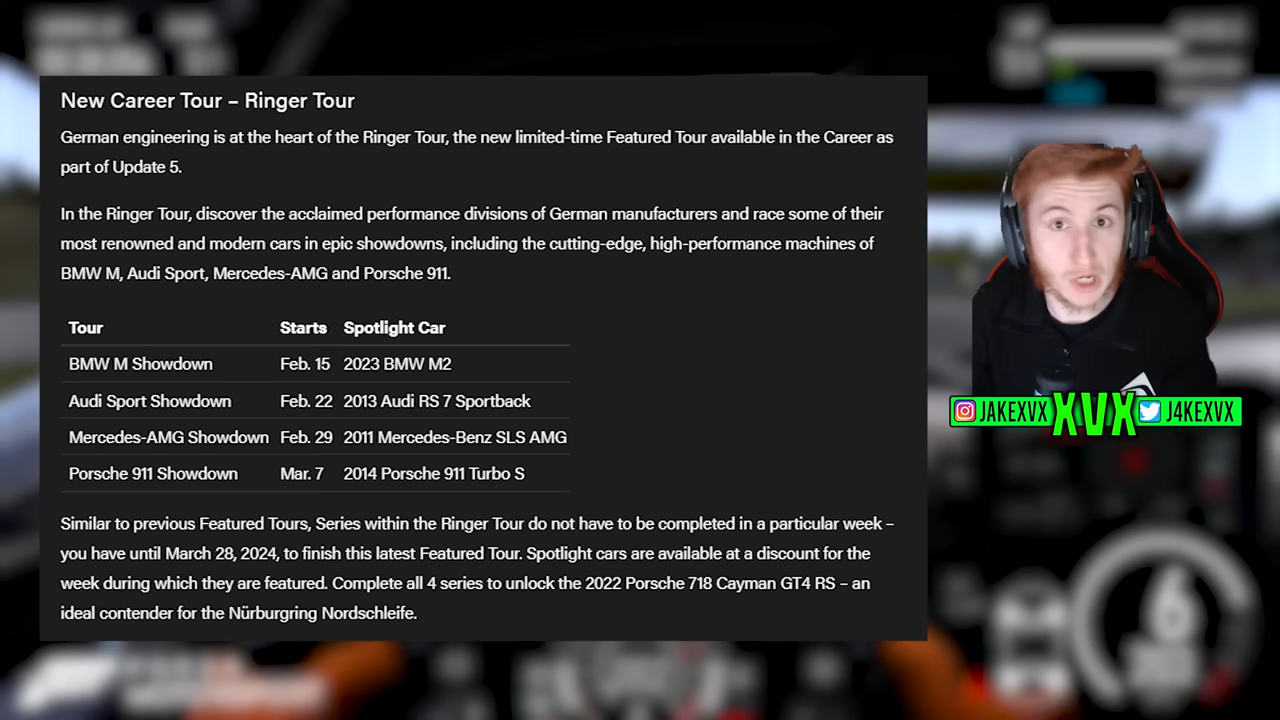 New Career Tour – Ringer Tour
German engineering is at the heart of the Ringer Tour, the new limited-time Featured Tour available in the Career as
part of Update 5.
In the Ringer Tour, discover the acclaimed performance divisions of German manufacturers and race some of their
most renowned and modern cars in epic showdowns, including the cutting-edge, high-performance machines of
BMW M, Audi Sport, Mercedes-AMG and Porsche 911.
Tour Starts Spotlight Car
BMW M Showdown Feb. 15 2023 BMW M2
Audi Sport Showdown Feb. 22 2013 Audi RS 7 Sportback
Mercedes-AMG Showdown Feb. 29 2011 Mercedes-Benz SLS AMG
Porsche 911 Showdown Mar. 7 2014 Porsche 911 Turbo S
Similar to previous Featured Tours, Series within the Ringer Tour do not have to be completed in a particular week –
you have until March 28, 2024, to finish this latest Featured Tour. Spotlight cars are available at a discount for the
week during which they are featured. Complete all 4 series to unlock the 2022 Porsche 718 Cayman GT4 RS – an
ideal contender for the Nürburgring Nordschleife.
JAKEXVX XVX J4KEXVX
6